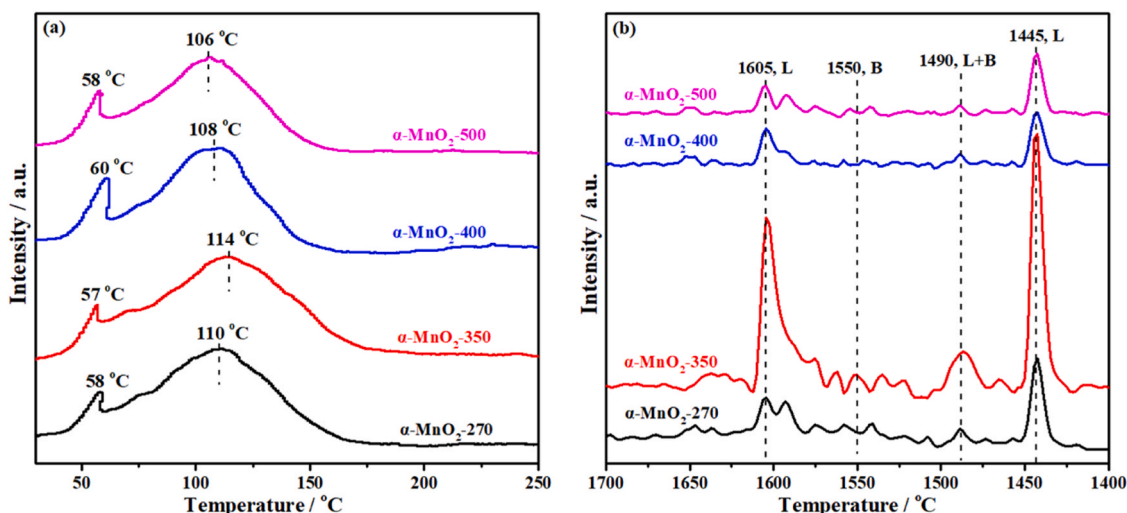 (a)
106 °C
58 °C
α-MnO2-500
108 °C
60 °C
α-MnO2-400
114 °C
57 °C
α-MnO2-350
110 °C
58 °C
α-MnO2-270
Intensity / a.u.
50 100 150 200 250
Temperature / °C
(b)
1445, L
1605, L
1550, B
1490, L+B
α-MnO2-500
α-MnO2-400
α-MnO2-350
α-MnO2-270
Intensity / a.u.
1700 1650 1600 1550 1500 1450 1400
Temperature / °C